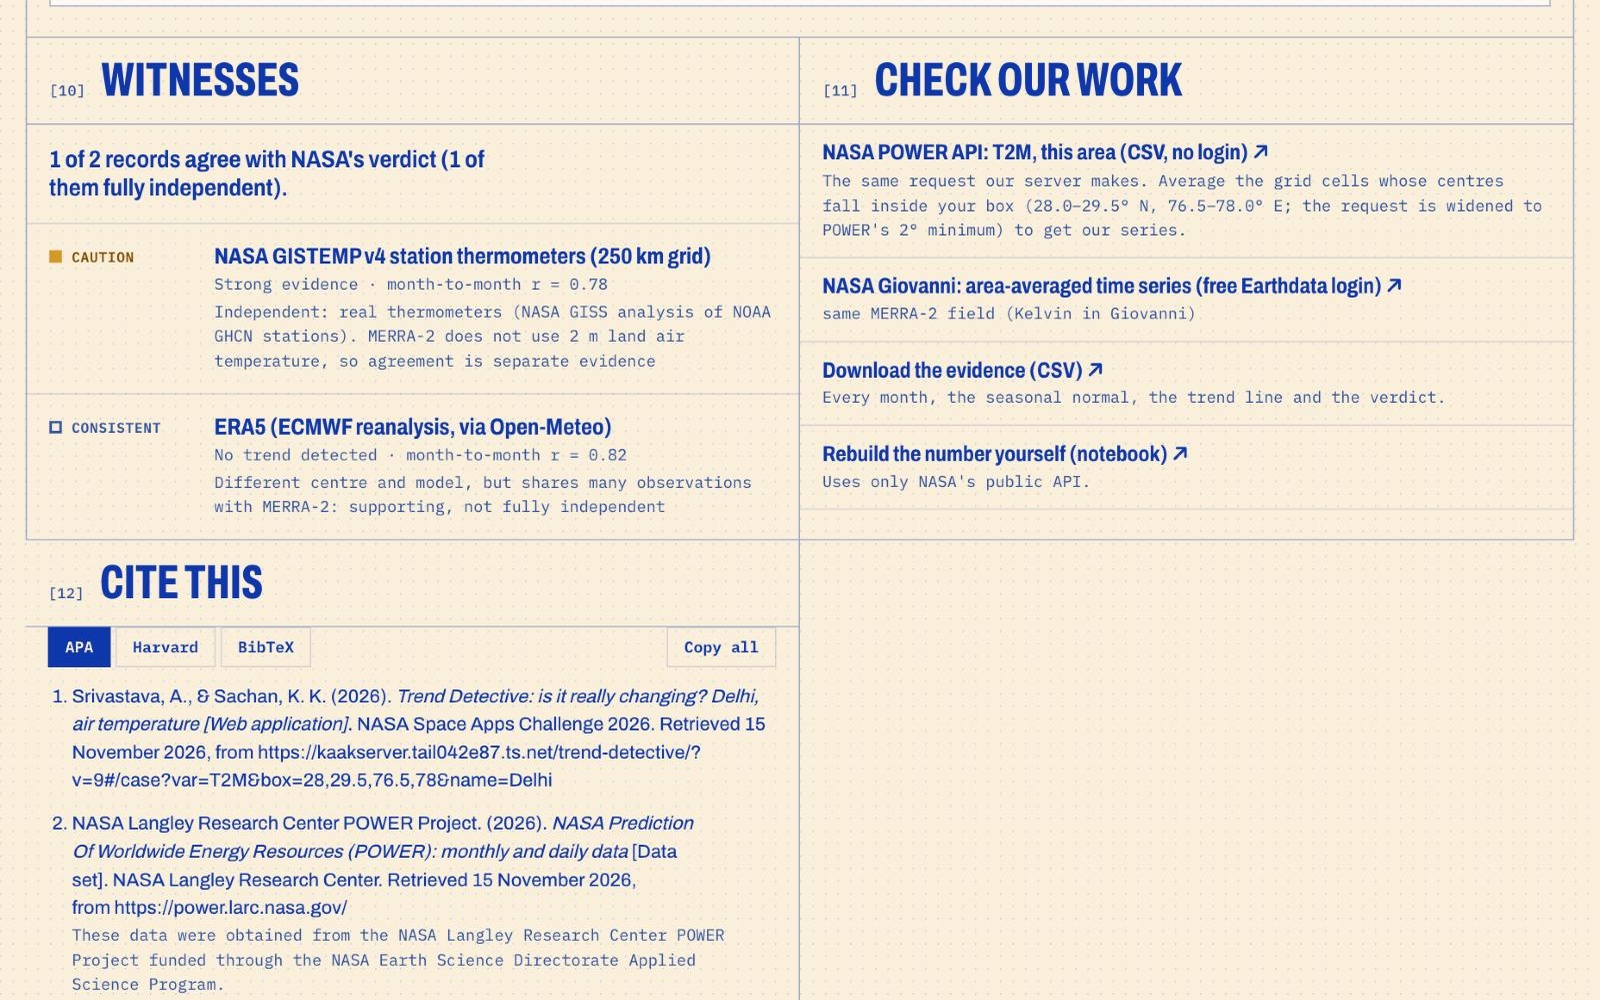 [10] WITNESSES
1 of 2 records agree with NASA's verdict (1 of
them fully independent).
CAUTION
NASA GISTEMP v4 station thermometers (250 km grid)
Strong evidence · month-to-month r = 0.78
Independent: real thermometers (NASA GISS analysis of NOAA
GHCN stations). MERRA-2 does not use 2 m land air
temperature, so agreement is separate evidence
CONSISTENT
ERA5 (ECMWF reanalysis, via Open-Meteo)
No trend detected · month-to-month r = 0.82
Different centre and model, but shares many observations
with MERRA-2: supporting, not fully independent
[11] CHECK OUR WORK
NASA POWER API: T2M, this area (CSV, no login) ↗
The same request our server makes. Average the grid cells whose centres
fall inside your box (28.0–29.5° N, 76.5–78.0° E; the request is widened to
POWER's 2° minimum) to get our series.
NASA Giovanni: area-averaged time series (free Earthdata login) ↗
same MERRA-2 field (Kelvin in Giovanni)
Download the evidence (CSV) ↗
Every month, the seasonal normal, the trend line and the verdict.
Rebuild the number yourself (notebook) ↗
Uses only NASA's public API.
[12] CITE THIS
APA Harvard BibTeX Copy all
1. Srivastava, A., & Sachan, K. K. (2026). Trend Detective: is it really changing? Delhi,
air temperature [Web application]. NASA Space Apps Challenge 2026. Retrieved 15
November 2026, from https://kaakserver.tail042e87.ts.net/trend-detective/?
v=9#/case?var=T2M&box=28,29.5,76.5,78&name=Delhi
2. NASA Langley Research Center POWER Project. (2026). NASA Prediction
Of Worldwide Energy Resources (POWER): monthly and daily data [Data
set]. NASA Langley Research Center. Retrieved 15 November 2026,
from https://power.larc.nasa.gov/
These data were obtained from the NASA Langley Research Center POWER
Project funded through the NASA Earth Science Directorate Applied
Science Program.